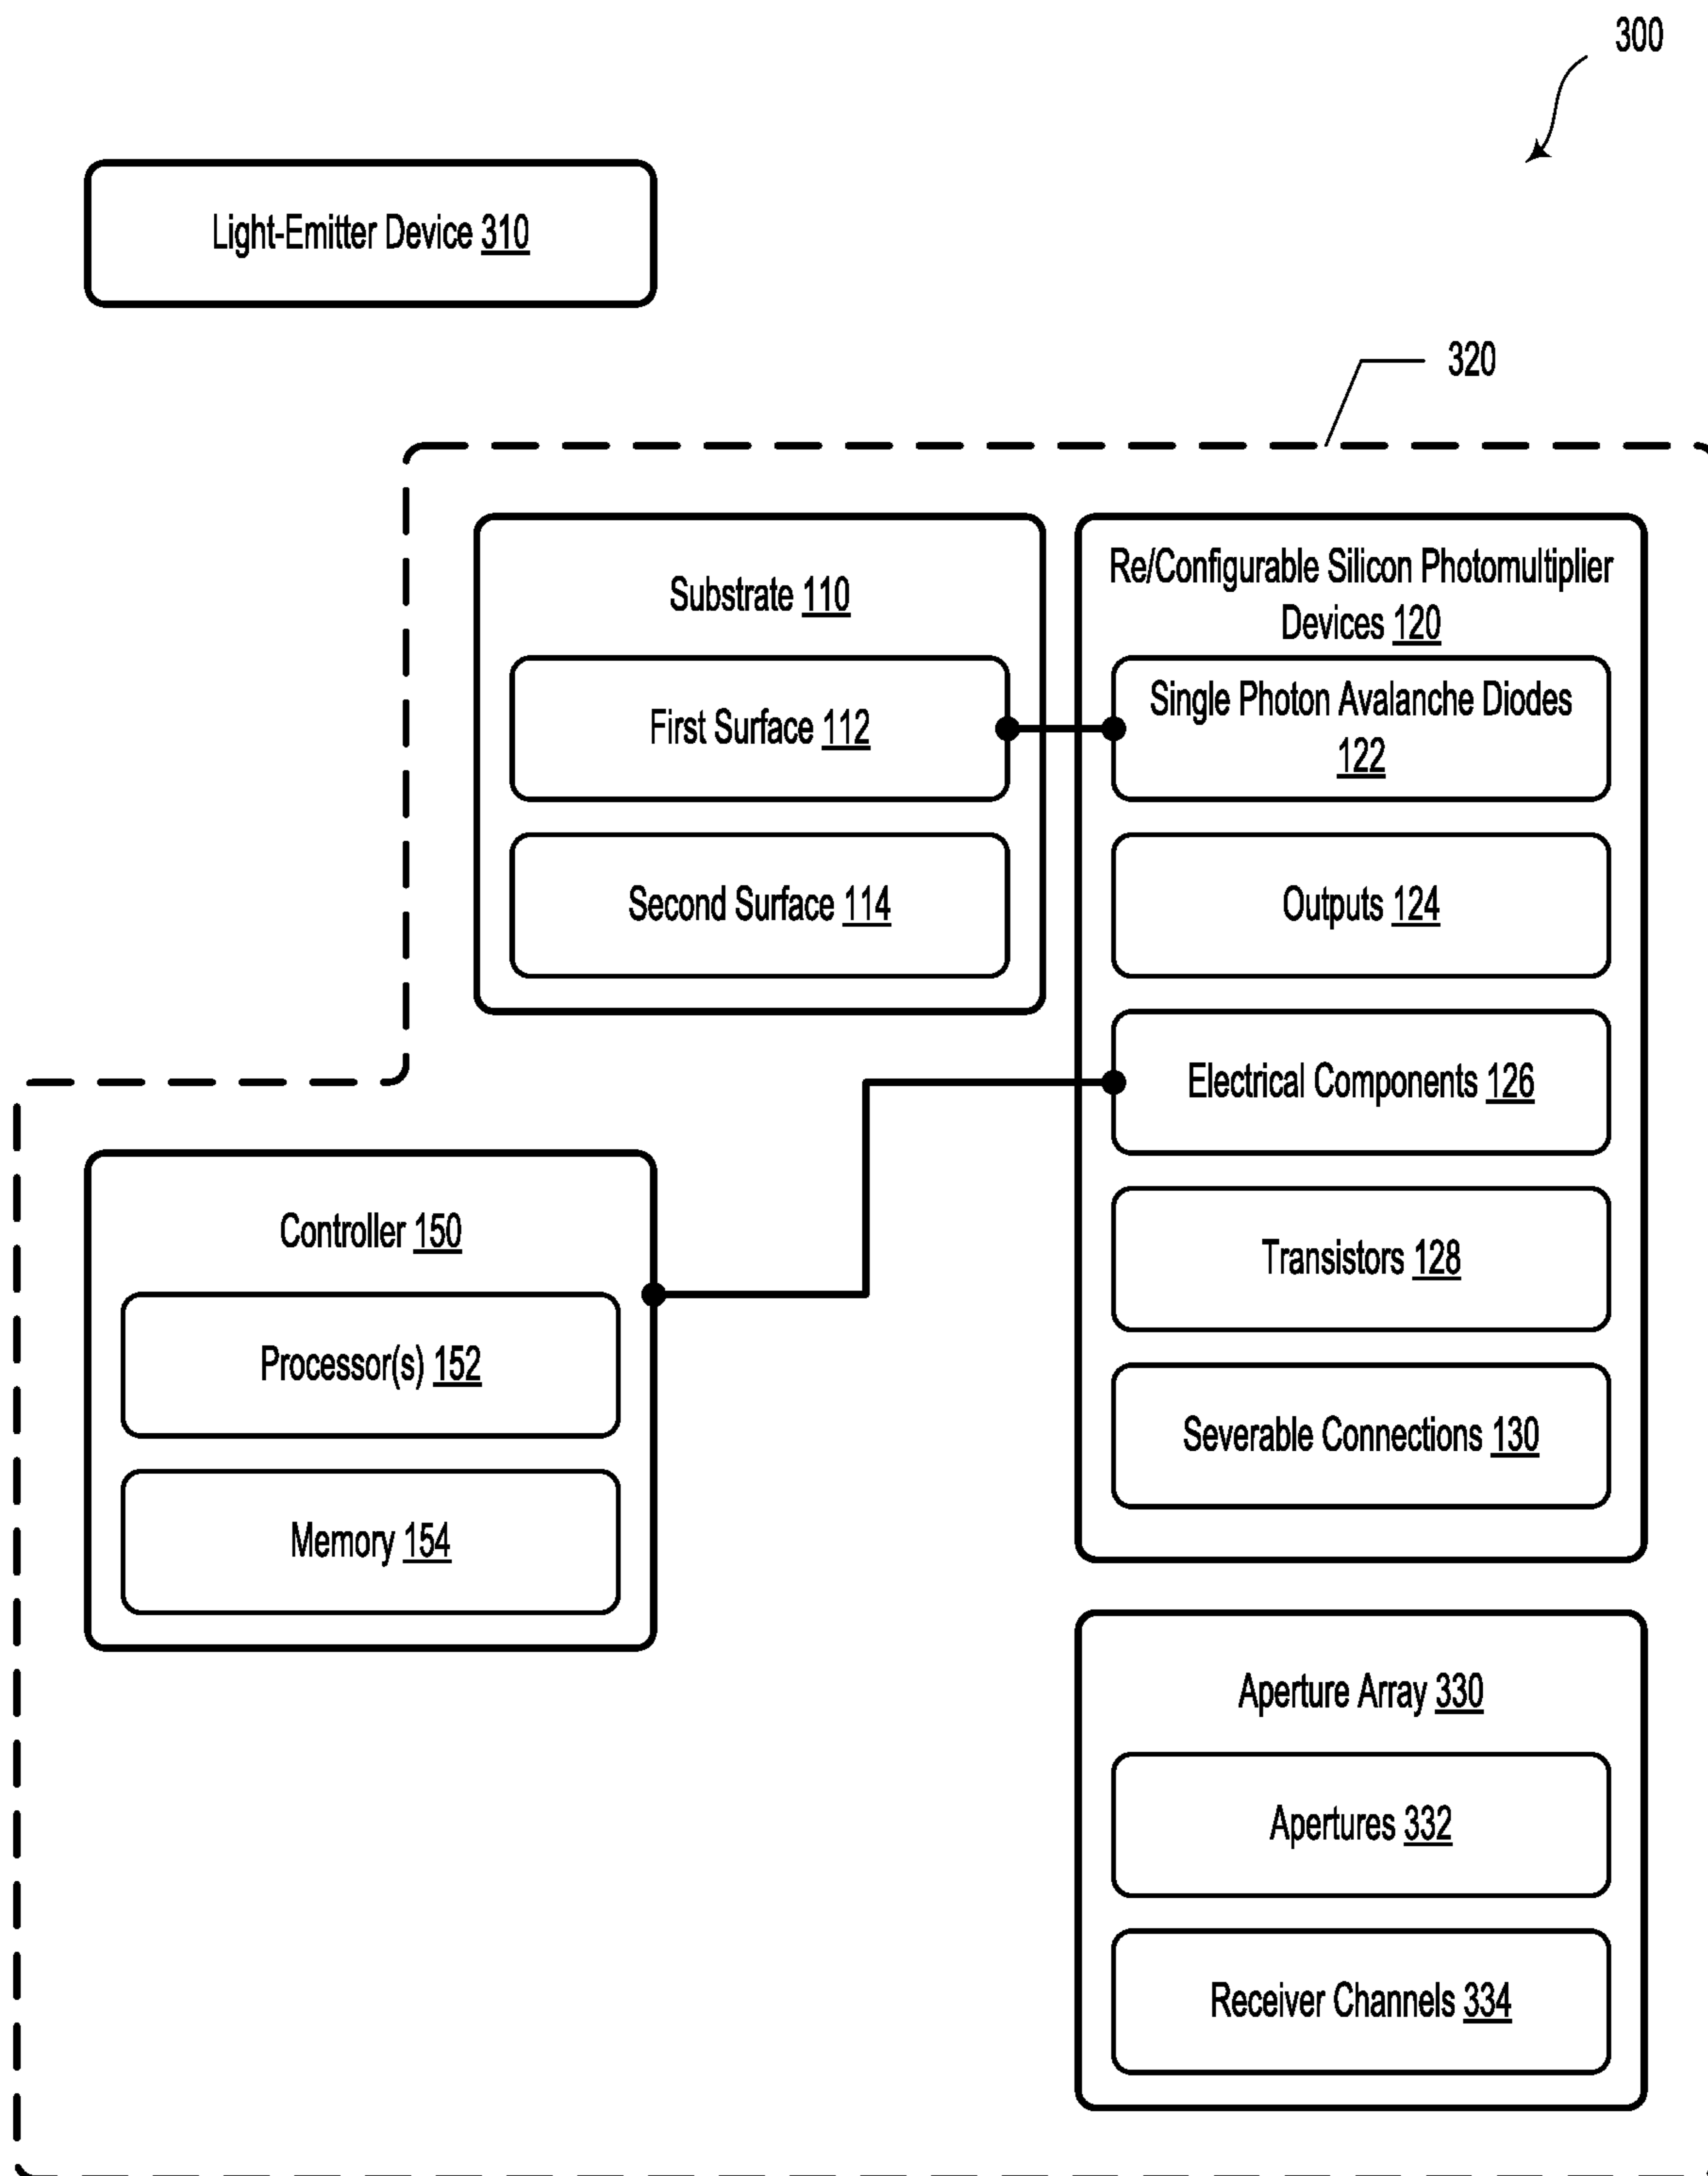 300
Light-Emitter Device 310
320
Substrate 110
First Surface 112
Second Surface 114
Re/Configurable Silicon Photomultiplier
Devices 120
Single Photon Avalanche Diodes
122
Outputs 124
Electrical Components 126
Transistors 128
Severable Connections 130
Controller 150
Processor(s) 152
Memory 154
Aperture Array 330
Apertures 332
Receiver Channels 334